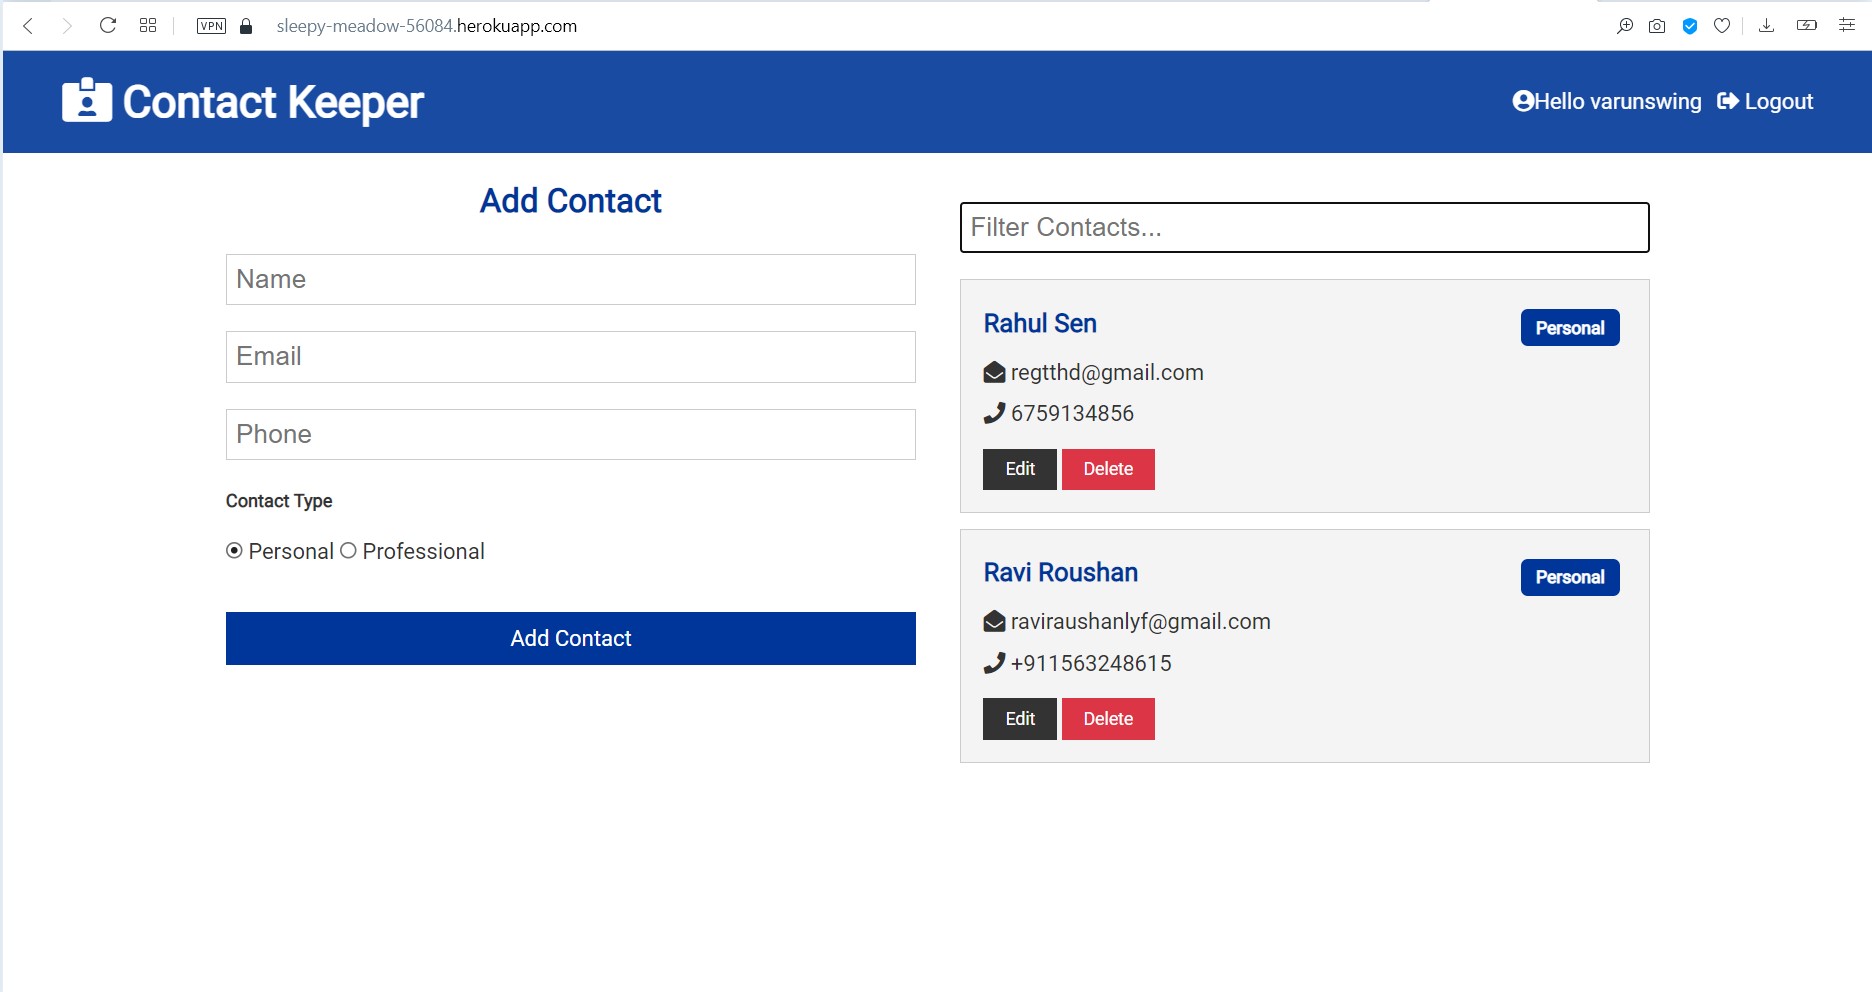 VPN sleepy-meadow-56084.herokuapp.com
Contact Keeper
Hello varunswing Logout
Add Contact
Name
Email
Phone
Contact Type
Personal Professional
Add Contact
Filter Contacts...
Rahul Sen Personal
regtthd@gmail.com
6759134856
Edit Delete
Ravi Roushan Personal
raviraushanlyf@gmail.com
+911563248615
Edit Delete